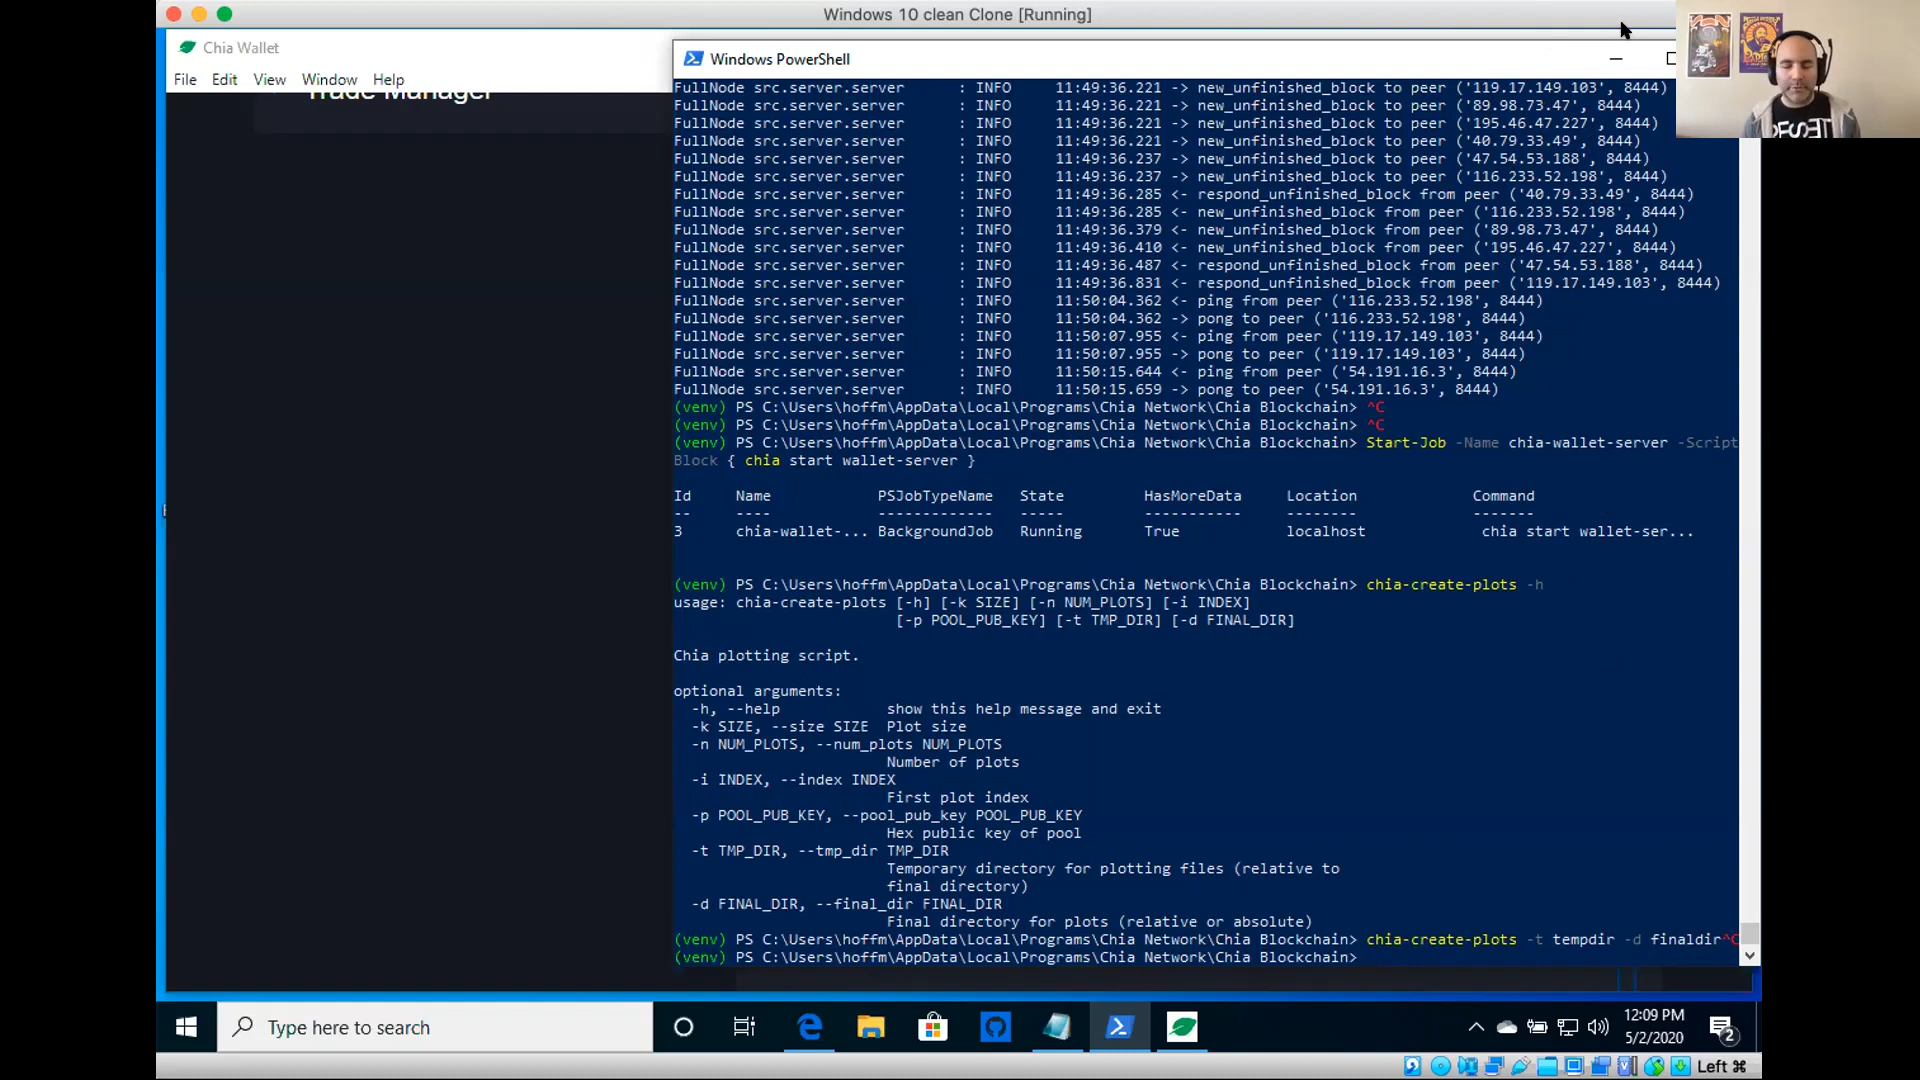 Windows 10 clean Clone [Running]
Chia Wallet
File Edit View Window Help
Trade Manager
Windows PowerShell
FullNode src.server.server : INFO 11:49:36.221 -> new_unfinished_block to peer ('119.17.149.103', 8444)
FullNode src.server.server : INFO 11:49:36.221 -> new_unfinished_block to peer ('89.98.73.47', 8444)
FullNode src.server.server : INFO 11:49:36.221 -> new_unfinished_block to peer ('195.46.47.227', 8444)
FullNode src.server.server : INFO 11:49:36.221 -> new_unfinished_block to peer ('40.79.33.49', 8444)
FullNode src.server.server : INFO 11:49:36.237 -> new_unfinished_block to peer ('47.54.53.188', 8444)
FullNode src.server.server : INFO 11:49:36.237 -> new_unfinished_block to peer ('116.233.52.198', 8444)
FullNode src.server.server : INFO 11:49:36.285 <- respond_unfinished_block from peer ('40.79.33.49', 8444)
FullNode src.server.server : INFO 11:49:36.285 <- new_unfinished_block from peer ('116.233.52.198', 8444)
FullNode src.server.server : INFO 11:49:36.379 <- new_unfinished_block from peer ('89.98.73.47', 8444)
FullNode src.server.server : INFO 11:49:36.410 <- new_unfinished_block from peer ('195.46.47.227', 8444)
FullNode src.server.server : INFO 11:49:36.487 <- respond_unfinished_block from peer ('47.54.53.188', 8444)
FullNode src.server.server : INFO 11:49:36.831 <- respond_unfinished_block from peer ('119.17.149.103', 8444)
FullNode src.server.server : INFO 11:50:04.362 <- ping from peer ('116.233.52.198', 8444)
FullNode src.server.server : INFO 11:50:04.362 -> pong to peer ('116.233.52.198', 8444)
FullNode src.server.server : INFO 11:50:07.955 <- ping from peer ('119.17.149.103', 8444)
FullNode src.server.server : INFO 11:50:07.955 -> pong to peer ('119.17.149.103', 8444)
FullNode src.server.server : INFO 11:50:15.644 <- ping from peer ('54.191.16.3', 8444)
FullNode src.server.server : INFO 11:50:15.659 -> pong to peer ('54.191.16.3', 8444)
(venv) PS C:\Users\hoffm\AppData\Local\Programs\Chia Network\Chia Blockchain> ^C
(venv) PS C:\Users\hoffm\AppData\Local\Programs\Chia Network\Chia Blockchain> ^C
(venv) PS C:\Users\hoffm\AppData\Local\Programs\Chia Network\Chia Blockchain> Start-Job -Name chia-wallet-server -Script
Block { chia start wallet-server }
Id Name PSJobTypeName State HasMoreData Location Command
-- ---- ------------- ----- ----------- -------- -------
3 chia-wallet-... BackgroundJob Running True localhost chia start wallet-ser...
(venv) PS C:\Users\hoffm\AppData\Local\Programs\Chia Network\Chia Blockchain> chia-create-plots -h
usage: chia-create-plots [-h] [-k SIZE] [-n NUM_PLOTS] [-i INDEX]
[-p POOL_PUB_KEY] [-t TMP_DIR] [-d FINAL_DIR]
Chia plotting script.
optional arguments:
-h, --help show this help message and exit
-k SIZE, --size SIZE Plot size
-n NUM_PLOTS, --num_plots NUM_PLOTS
Number of plots
-i INDEX, --index INDEX
First plot index
-p POOL_PUB_KEY, --pool_pub_key POOL_PUB_KEY
Hex public key of pool
-t TMP_DIR, --tmp_dir TMP_DIR
Temporary directory for plotting files (relative to
final directory)
-d FINAL_DIR, --final_dir FINAL_DIR
Final directory for plots (relative or absolute)
(venv) PS C:\Users\hoffm\AppData\Local\Programs\Chia Network\Chia Blockchain> chia-create-plots -t tempdir -d finaldir^C
(venv) PS C:\Users\hoffm\AppData\Local\Programs\Chia Network\Chia Blockchain>
Type here to search
12:09 PM
5/2/2020
2
Left ⌘